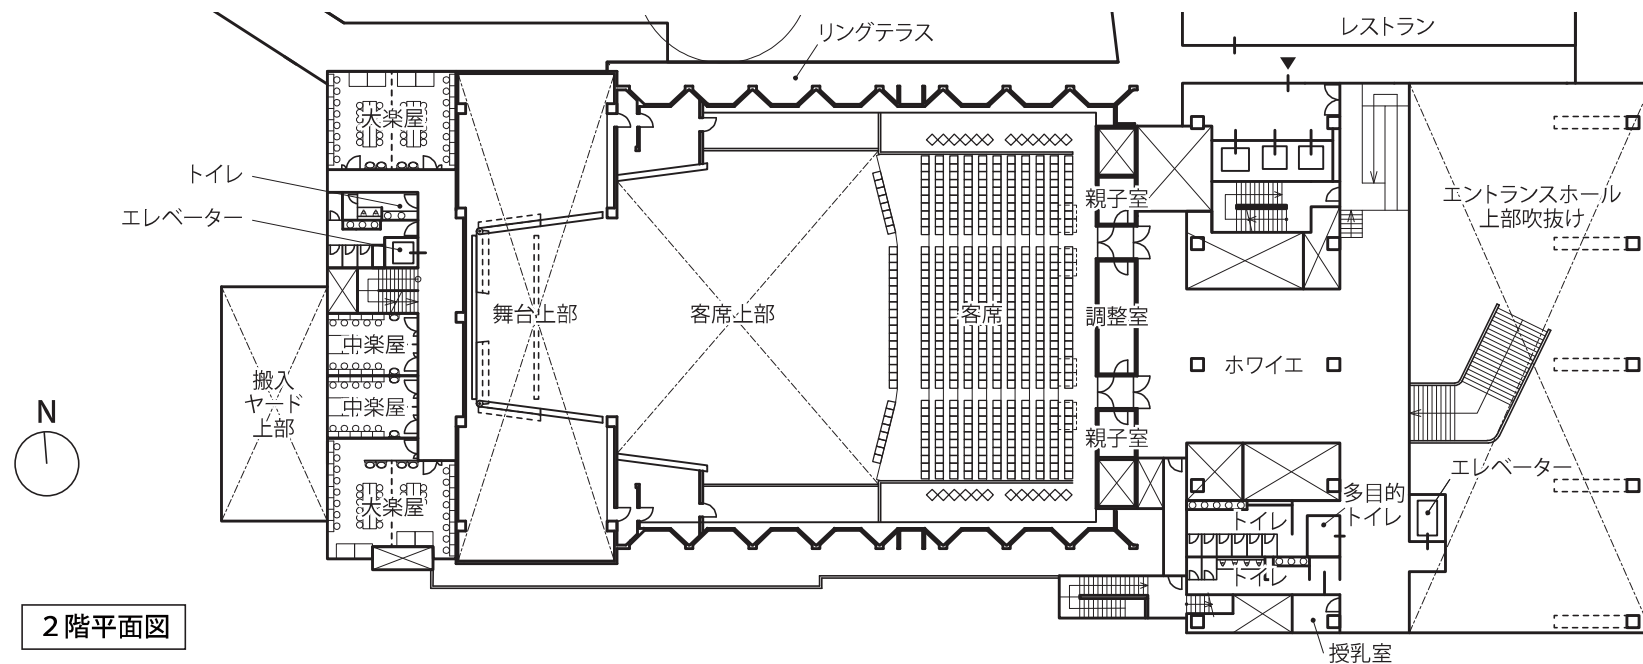 リングテラス
レストラン
大楽屋
トイレ
エレベーター
親子室
エントランスホール
上部吹抜け
舞台上部
客席上部
客席
調整室
中楽屋
ホワイエ
搬入
ヤード
上部
中楽屋
N
親子室
エレベーター
大楽屋
多目的
トイレ
トイレ
トイレ
2階平面図
授乳室